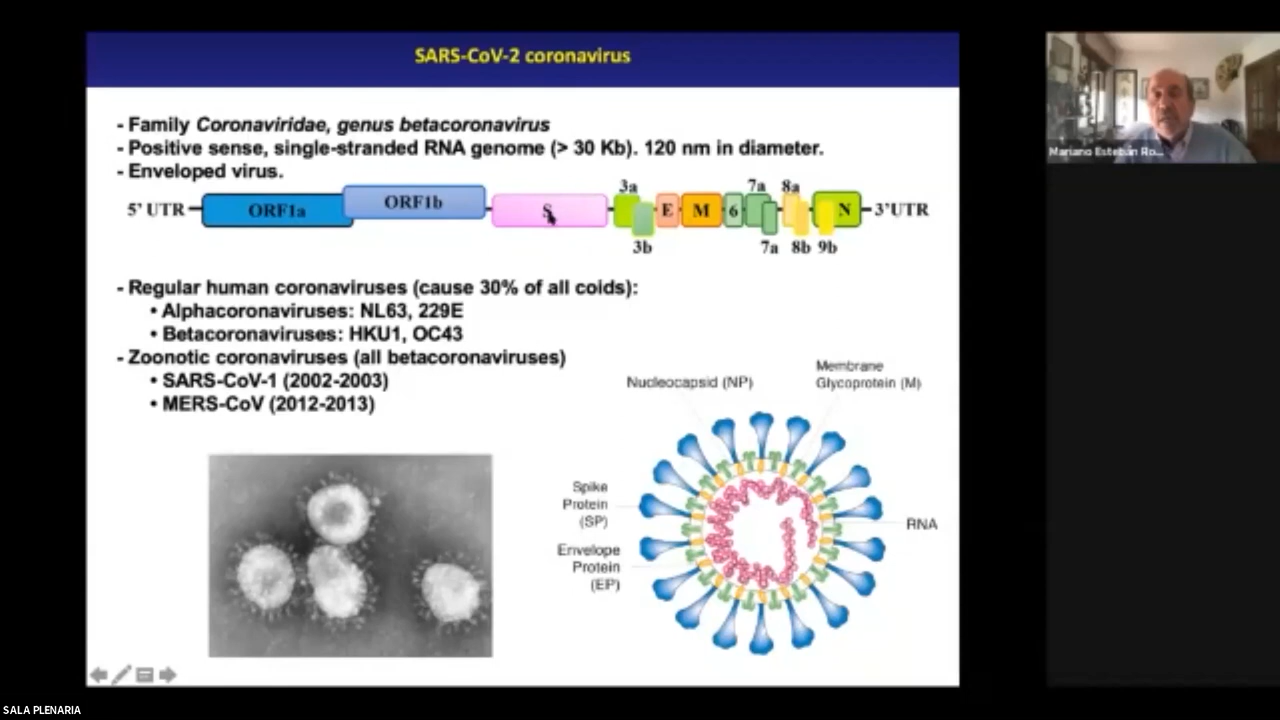 SARS-CoV-2 coronavirus
- Family Coronaviridae, genus betacoronavirus
- Positive sense, single-stranded RNA genome (> 30 Kb). 120 nm in diameter.
- Enveloped virus.
3a 7a 8a
5' UTR ORF1a ORF1b S E M 6 N 3'UTR
3b 7a 8b 9b
- Regular human coronaviruses (cause 30% of all coids):
• Alphacoronaviruses: NL63, 229E
• Betacoronaviruses: HKU1, OC43
- Zoonotic coronaviruses (all betacoronaviruses)
• SARS-CoV-1 (2002-2003)
• MERS-CoV (2012-2013)
Nucleocapsid (NP)
Membrane
Glycoprotein (M)
Spike
Protein
(SP)
RNA
Envelope
Protein
(EP)
Mariano Esteban Ro...
SALA PLENARIA